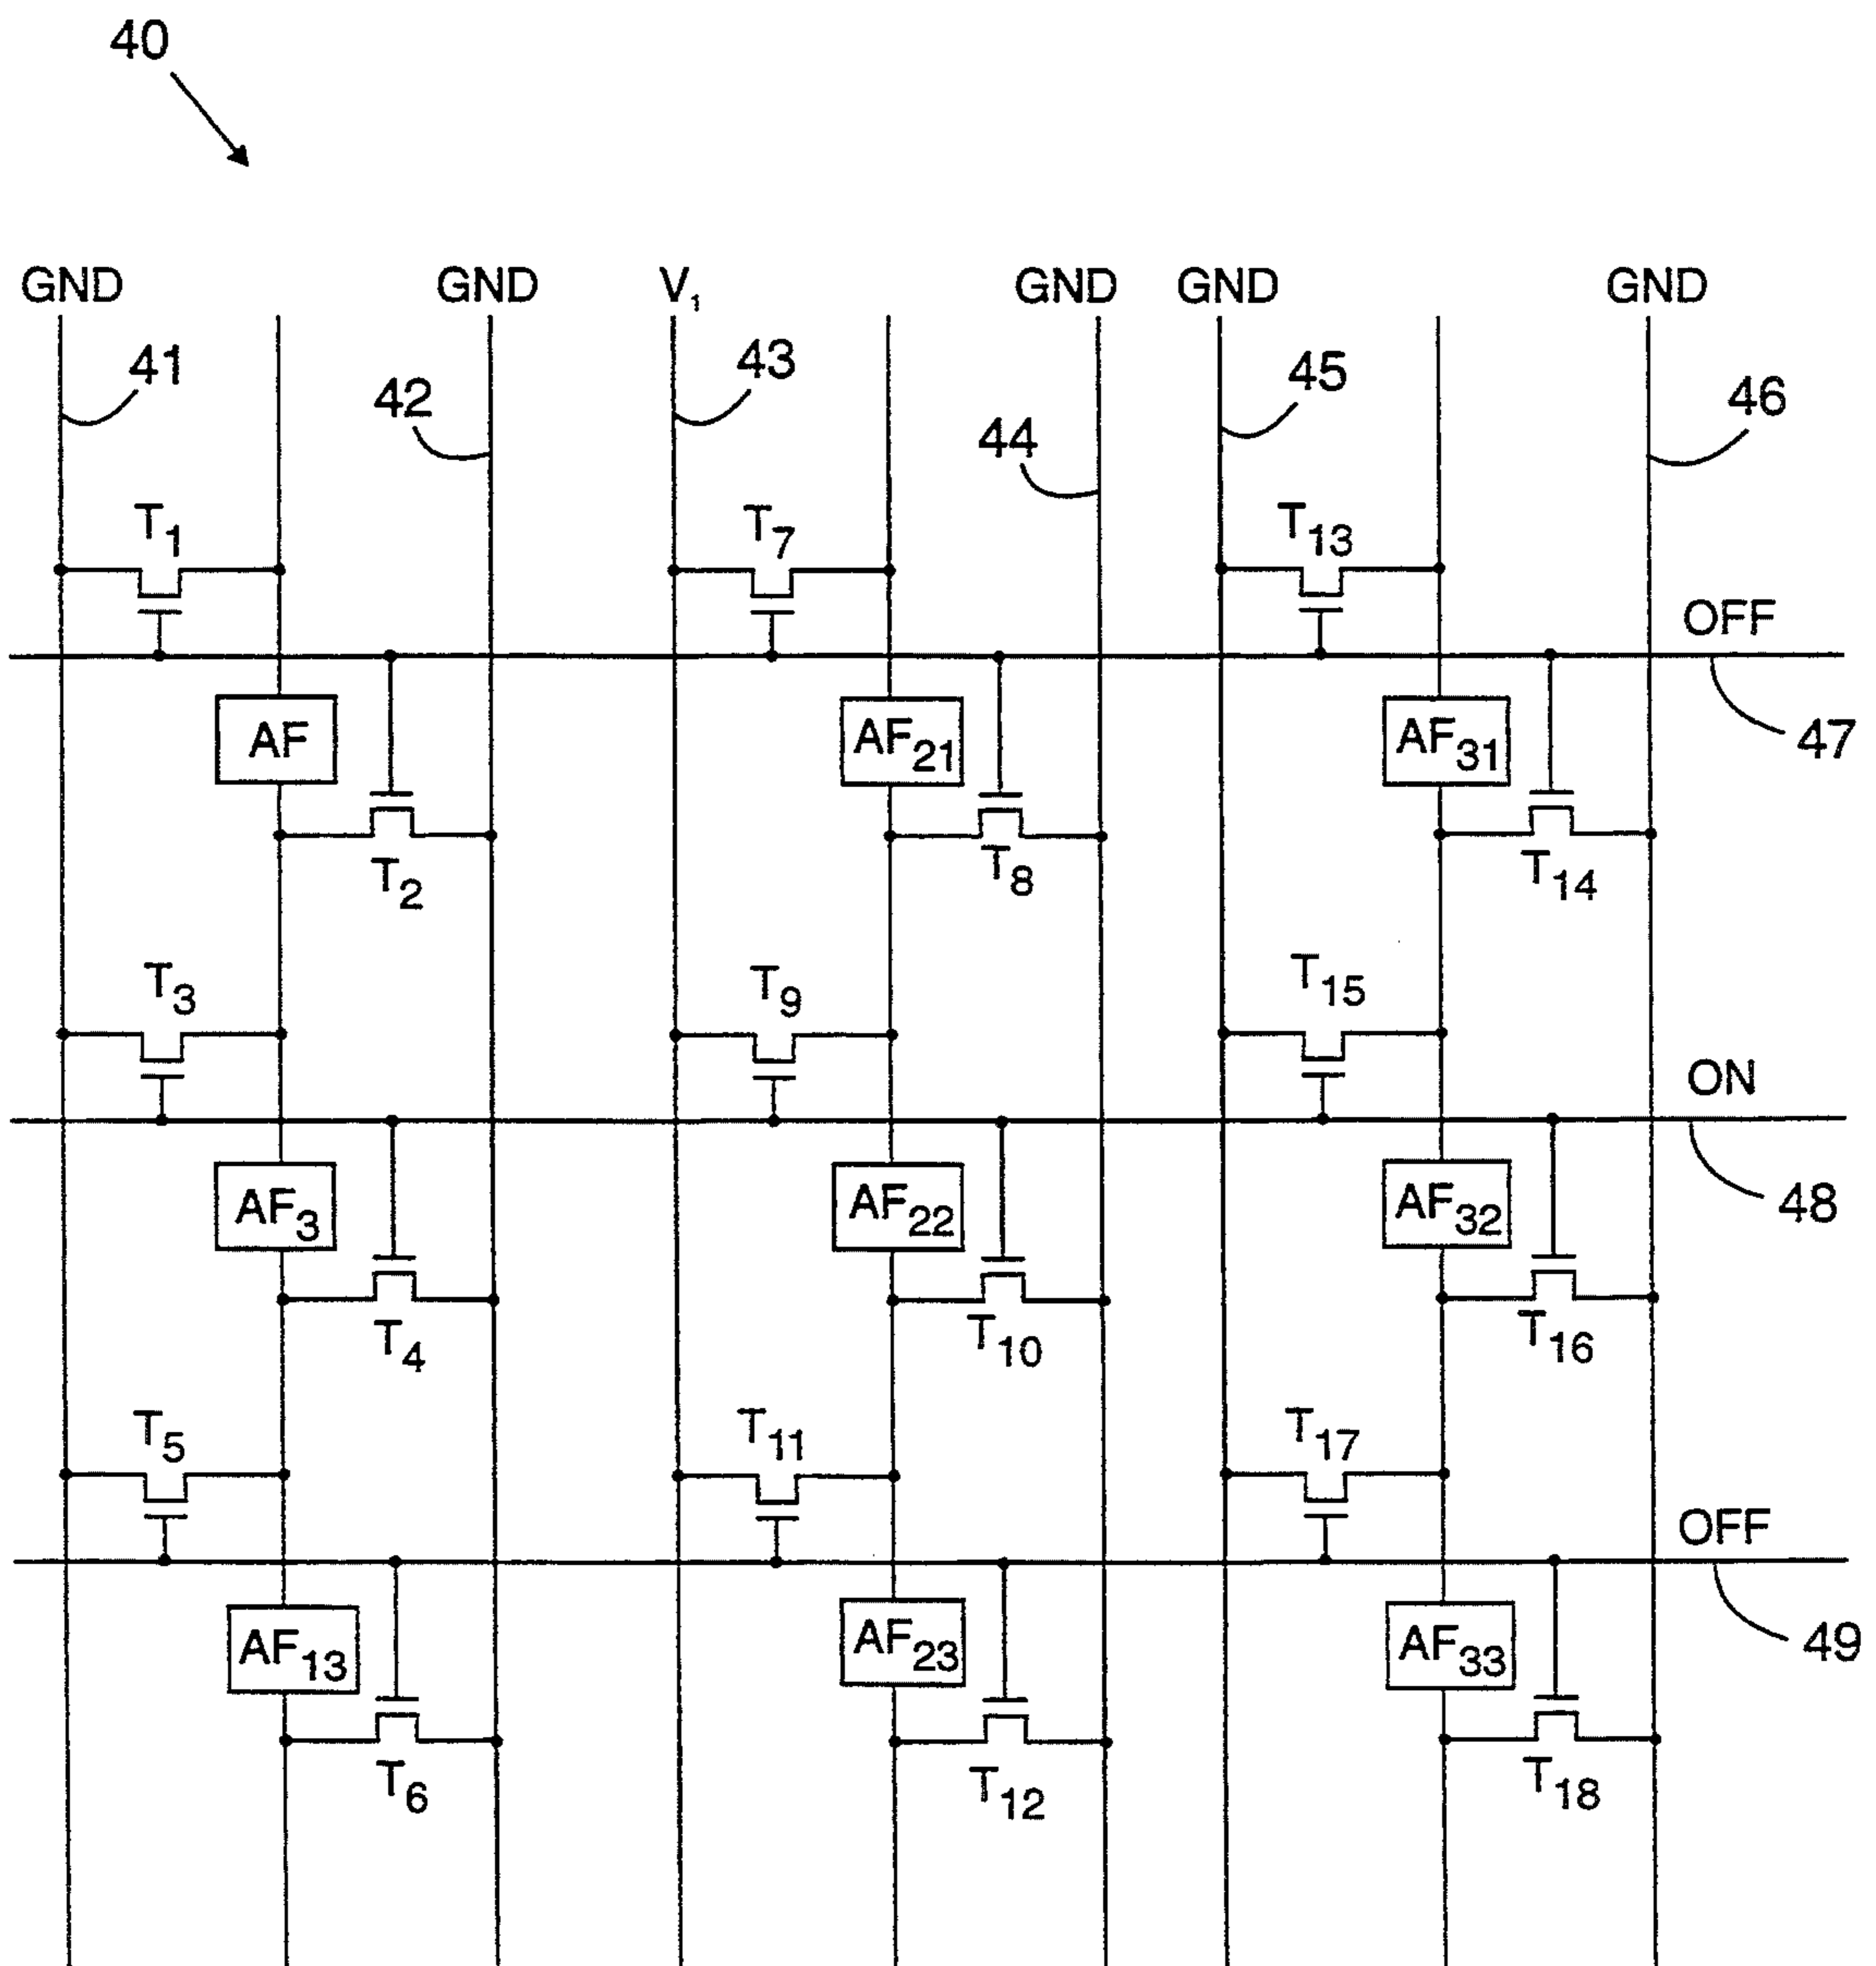 40
GND GND V₁ GND GND GND
41 42 43 44 45 46
T₁ T₇ T₁₃
OFF
47
AF AF₂₁ AF₃₁
T₂ T₈ T₁₄
T₃ T₉ T₁₅
ON
48
AF₃ AF₂₂ AF₃₂
T₄ T₁₀ T₁₆
T₅ T₁₁ T₁₇
OFF
49
AF₁₃ AF₂₃ AF₃₃
T₆ T₁₂ T₁₈